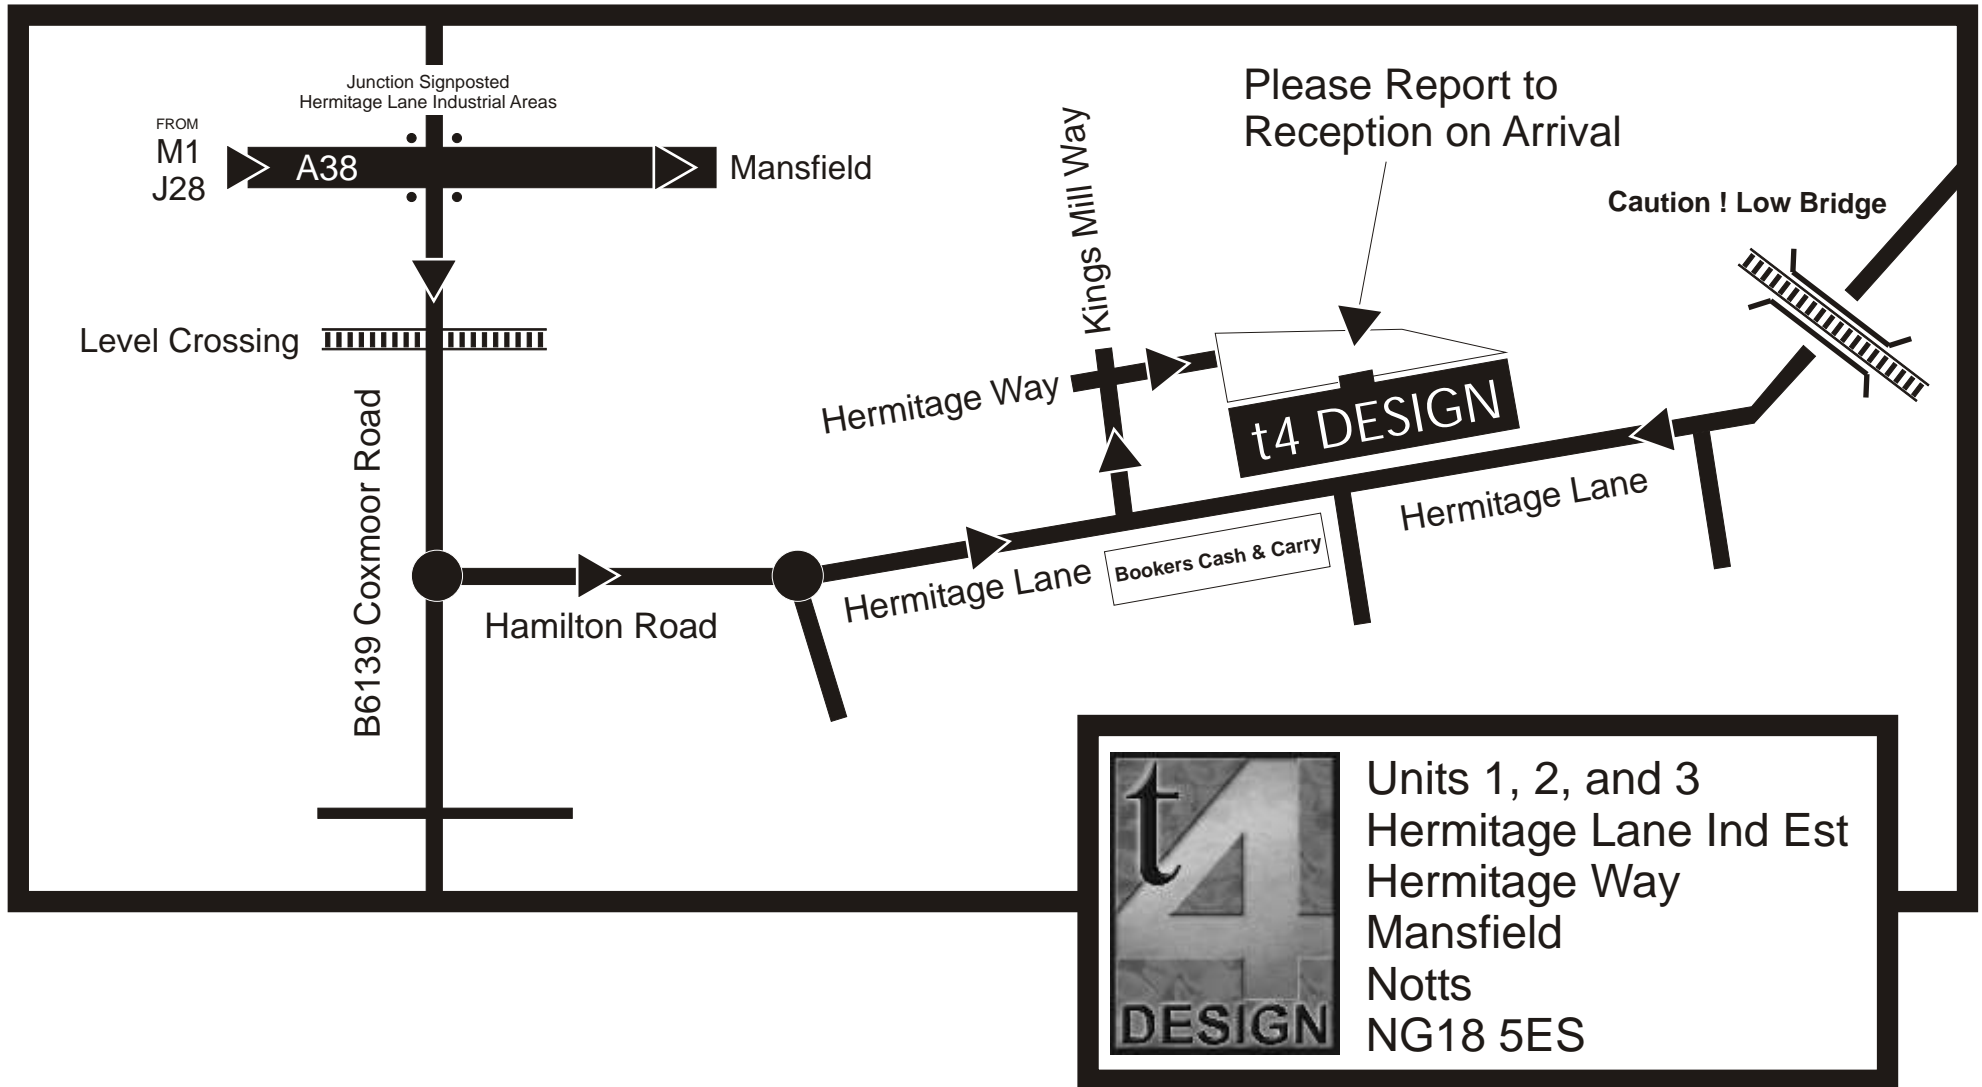 Junction Signposted
Hermitage Lane Industrial Areas
FROM
M1
J28
A38
Mansfield
Level Crossing
B6139 Coxmoor Road
Hamilton Road
Hermitage Lane
Bookers Cash & Carry
Hermitage Way
Kings Mill Way
Please Report to
Reception on Arrival
t4 DESIGN
Hermitage Lane
Caution ! Low Bridge
t4
DESIGN
Units 1, 2, and 3
Hermitage Lane Ind Est
Hermitage Way
Mansfield
Notts
NG18 5ES